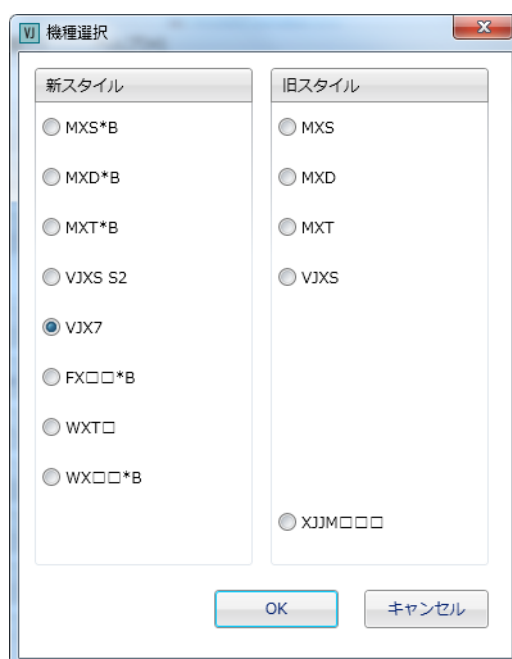 VJ 機種選択
新スタイル
MXS*B
MXD*B
MXT*B
VJXS S2
VJX7
FX□□*B
WXT□
WX□□*B
旧スタイル
MXS
MXD
MXT
VJXS
XJJM□□□
OK
キャンセル